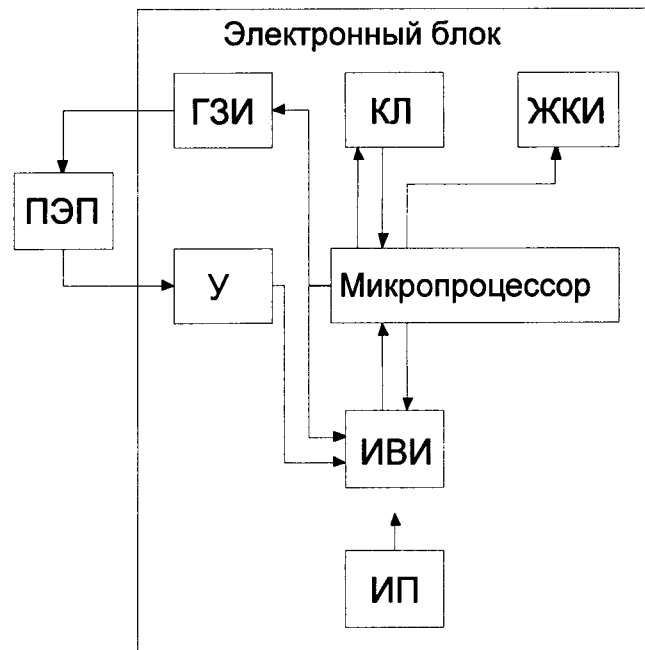 Электронный блок
ГЗИ
КЛ
ЖКИ
ПЭП
У
Микропроцессор
ИВИ
ИП